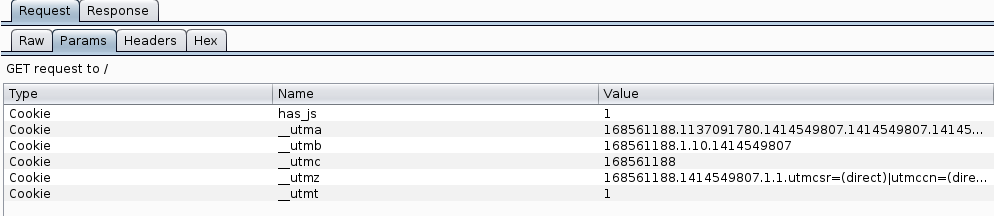 Request Response
Raw Params Headers Hex
GET request to /
Type Name Value
Cookie has_js 1
Cookie __utma 168561188.1137091780.1414549807.1414549807.14145...
Cookie __utmb 168561188.1.10.1414549807
Cookie __utmc 168561188
Cookie __utmz 168561188.1414549807.1.1.utmcsr=(direct)|utmccn=(dire...
Cookie __utmt 1